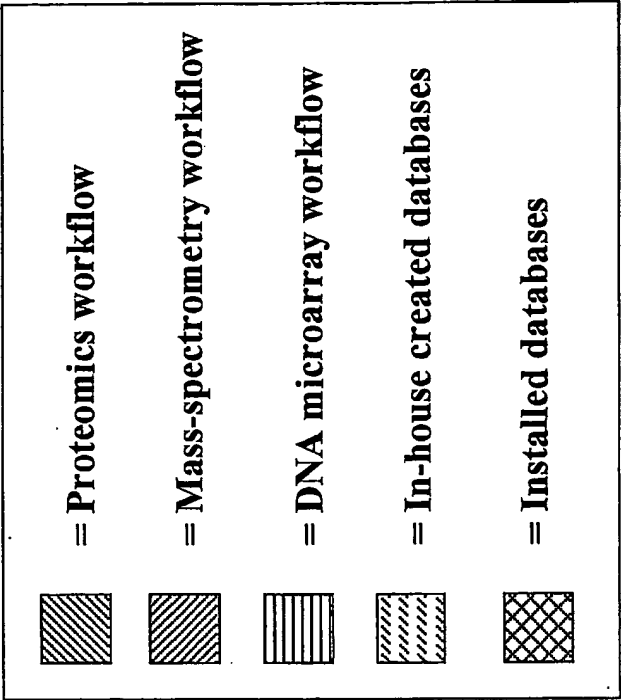 = Proteomics workflow
= Mass-spectrometry workflow
= DNA microarray workflow
= In-house created databases
= Installed databases